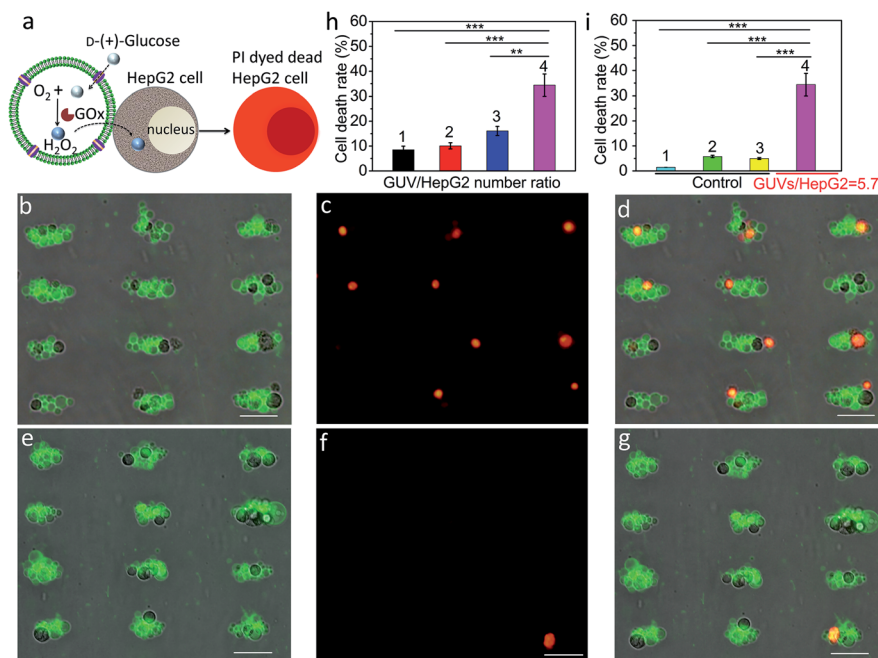 a
D-(+)-Glucose
HepG2 cell
PI dyed dead
HepG2 cell
O₂ +
GOx
H₂O₂
nucleus
h
Cell death rate (%)
60
50
40
30
20
10
0
***
***
**
1
2
3
4
GUV/HepG2 number ratio
i
Cell death rate (%)
60
50
40
30
20
10
0
***
***
***
1
2
3
4
Control
GUVs/HepG2=5.7
b
c
d
e
f
g